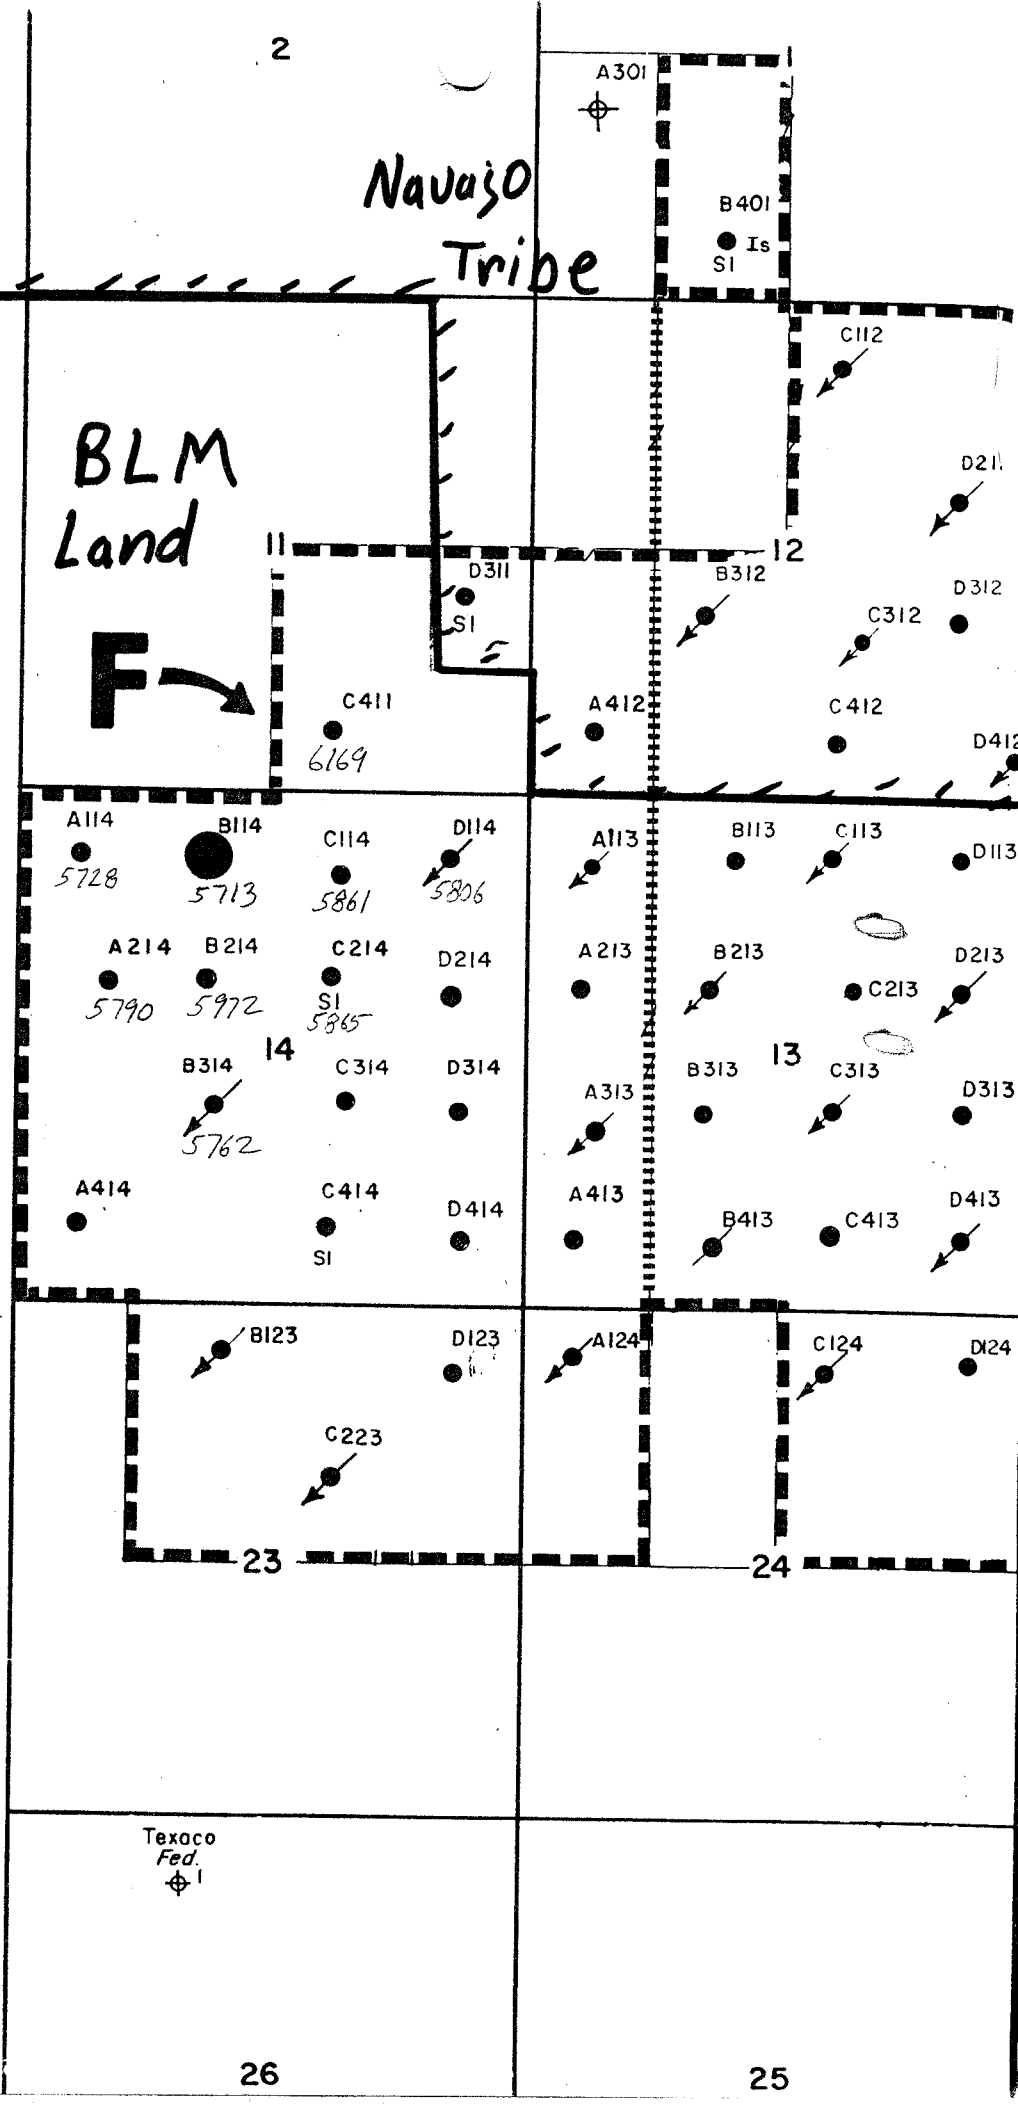 2
A301
Navajo
Tribe
B401
Is
SI
C112
BLM
Land
D21
11
12
D311
SI
B312
D312
C312
F
C411
6169
A412
C412
D412
A114
5728
B114
5713
C114
5861
D114
5806
A113
B113
C113
D113
A214
5790
B214
5972
C214
SI
5865
D214
A213
B213
C213
D213
14
13
B314
5762
C314
D314
A313
B313
C313
D313
A414
C414
SI
D414
A413
B413
C413
D413
B123
D123
A124
C124
D124
C223
23
24
Texaco
Fed.
1
26
25